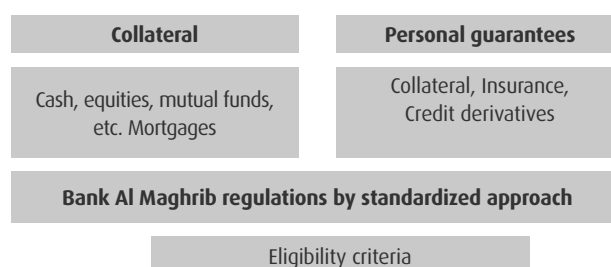 Collateral
Personal guarantees
Cash, equities, mutual funds,
etc. Mortgages
Collateral, Insurance,
Credit derivatives
Bank Al Maghrib regulations by standardized approach
Eligibility criteria